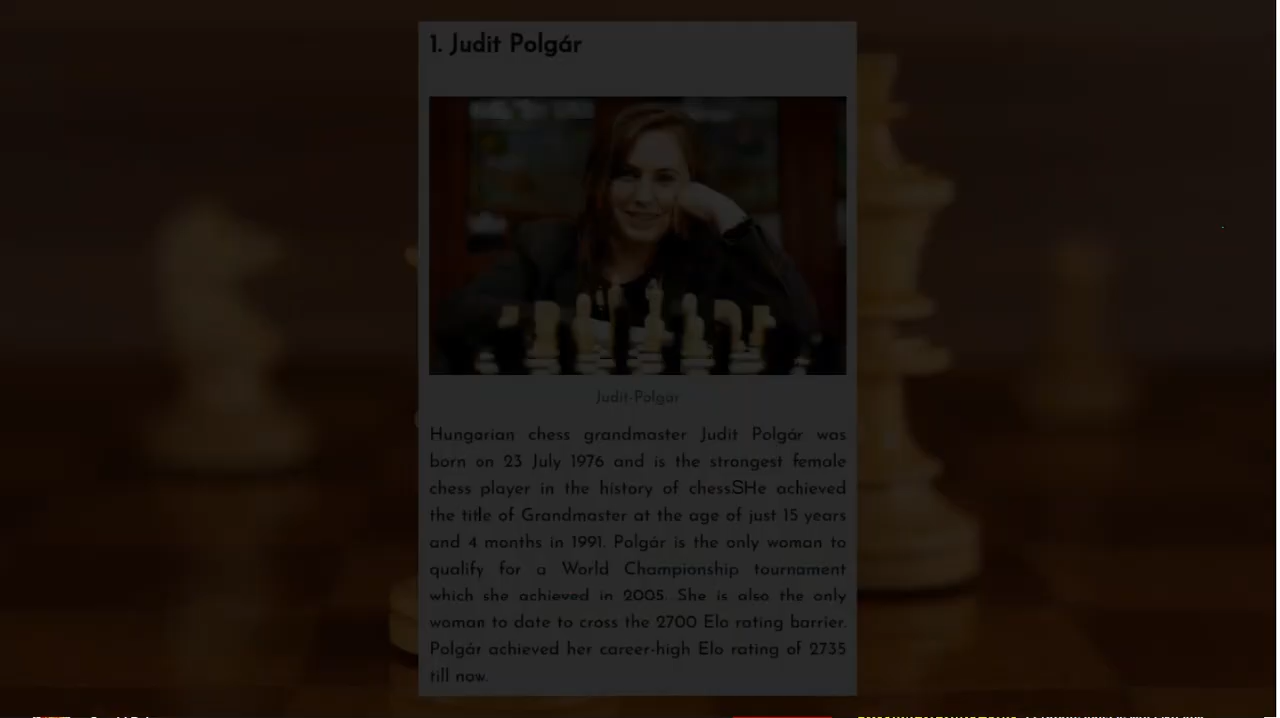 1. Judit Polgár
Judit-Polgar
Hungarian chess grandmaster Judit Polgár was
born on 23 July 1976 and is the strongest female
chess player in the history of chessSHe achieved
the title of Grandmaster at the age of just 15 years
and 4 months in 1991. Polgár is the only woman to
qualify for a World Championship tournament
which she achieved in 2005. She is also the only
woman to date to cross the 2700 Elo rating barrier.
Polgár achieved her career-high Elo rating of 2735
till now.